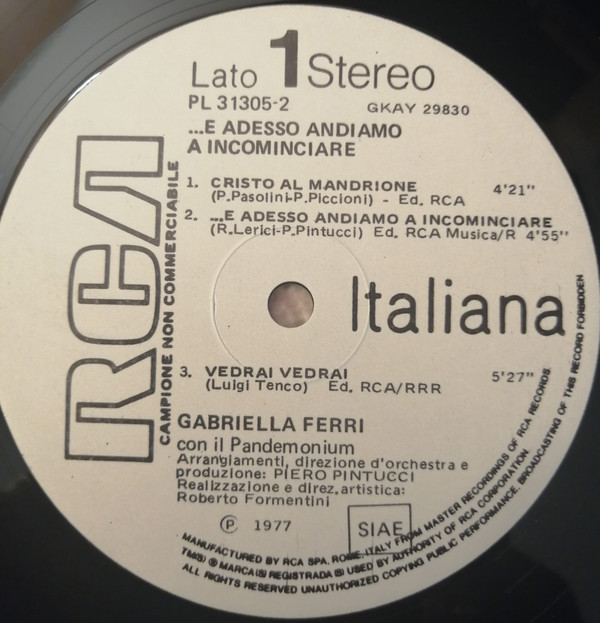 Lato 1 Stereo
PL 31305-2 GKAY 29830
...E ADESSO ANDIAMO
A INCOMINCIARE
1. CRISTO AL MANDRIONE 4'21"
(P.Pasolini-P.Piccioni) - Ed. RCA
2. ...E ADESSO ANDIAMO A INCOMINCIARE
(R.Lerici-P.Pintucci) Ed. RCA Musica/R 4'55"
RCA
CAMPIONE NON COMMERCIABILE
Italiana
3. VEDRAI VEDRAI 5'27"
(Luigi Tenco) Ed. RCA/RRR
GABRIELLA FERRI
con il Pandemonium
Arrangiamenti, direzione d'orchestra e
produzione: PIERO PINTUCCI
Realizzazione e direz. artistica:
Roberto Formentini
Ⓟ 1977 SIAE
MANUFACTURED BY RCA SPA, ROME, ITALY FROM MASTER RECORDINGS OF RCA RECORDS.
TM(S) ® MARCA(S) REGISTRADA(S) USED BY AUTHORITY OF RCA CORPORATION.
ALL RIGHTS RESERVED UNAUTHORIZED COPYING PUBLIC PERFORMANCE, BROADCASTING OF THIS RECORD FORBIDDEN